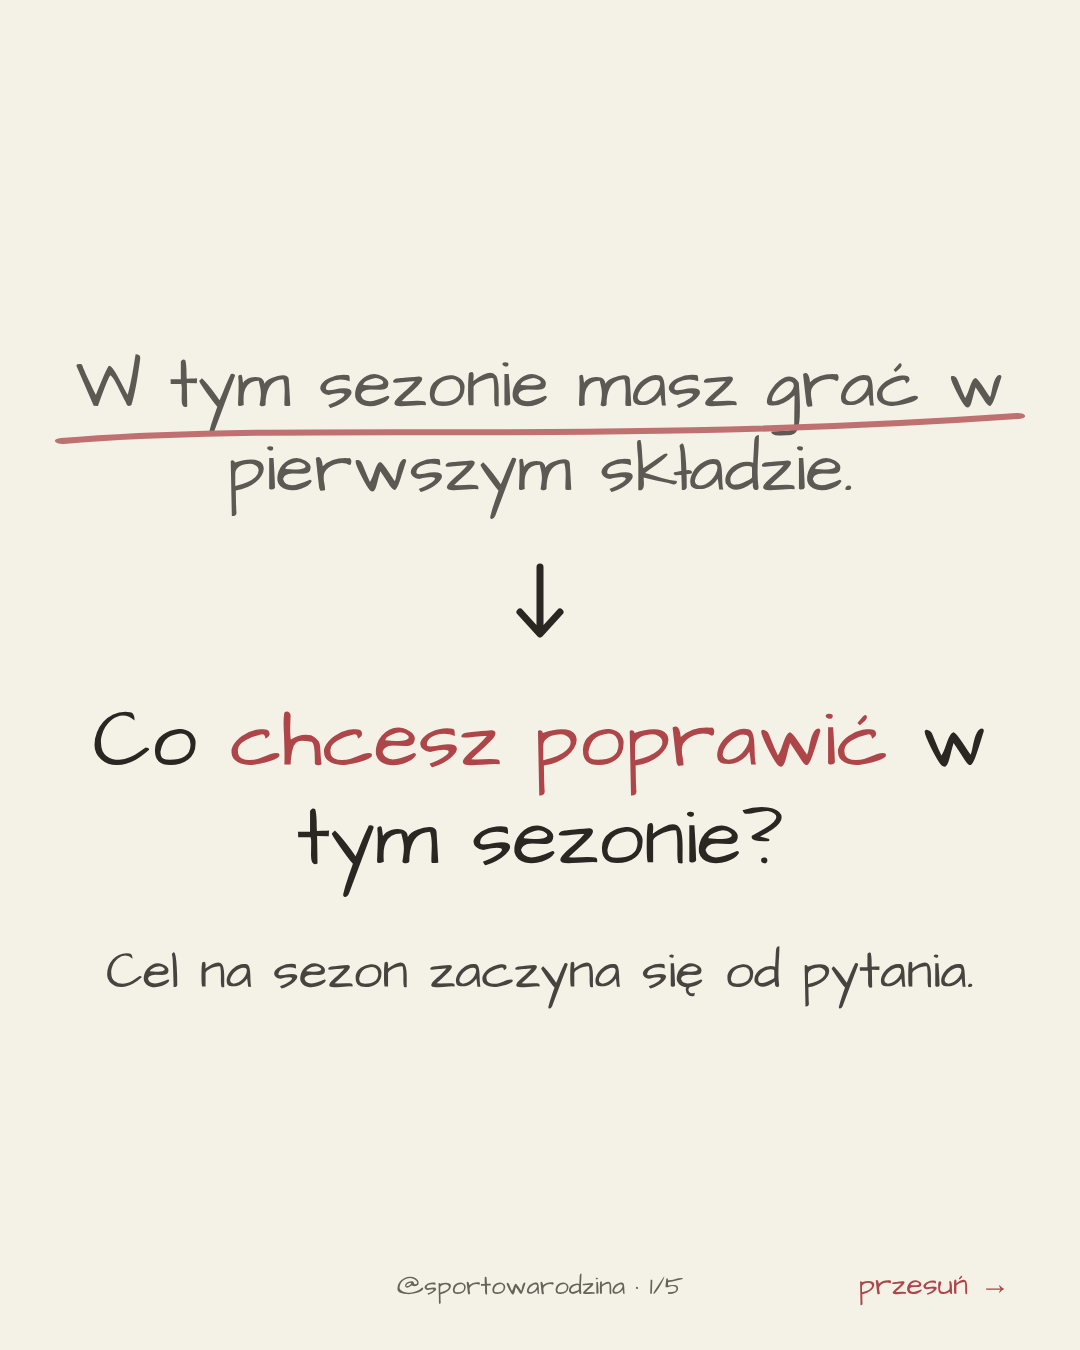 W tym sezonie masz grać w
pierwszym składzie.
↓
Co chcesz poprawić w
tym sezonie?
Cel na sezon zaczyna się od pytania.
@sportowarodzina · 1/5
przesuń →